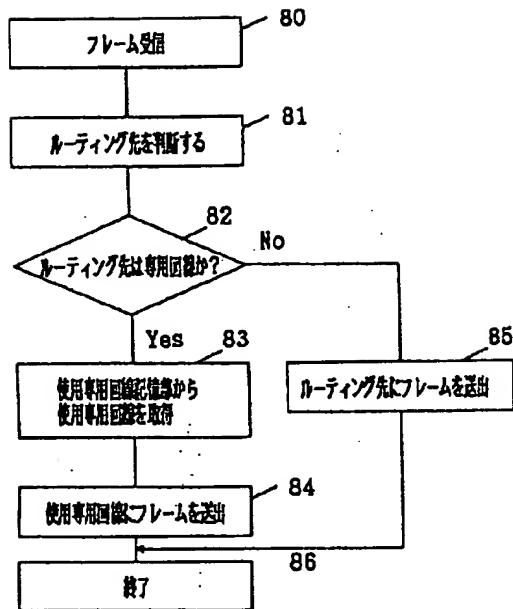 80
フレーム受信
81
ルーティング先を判断する
82
ルーティング先は専用回線か?
No
Yes
83
使用専用回線記憶部から
使用専用回線を取得
85
ルーティング先にフレームを送出
84
使用専用回線にフレームを送出
86
終了